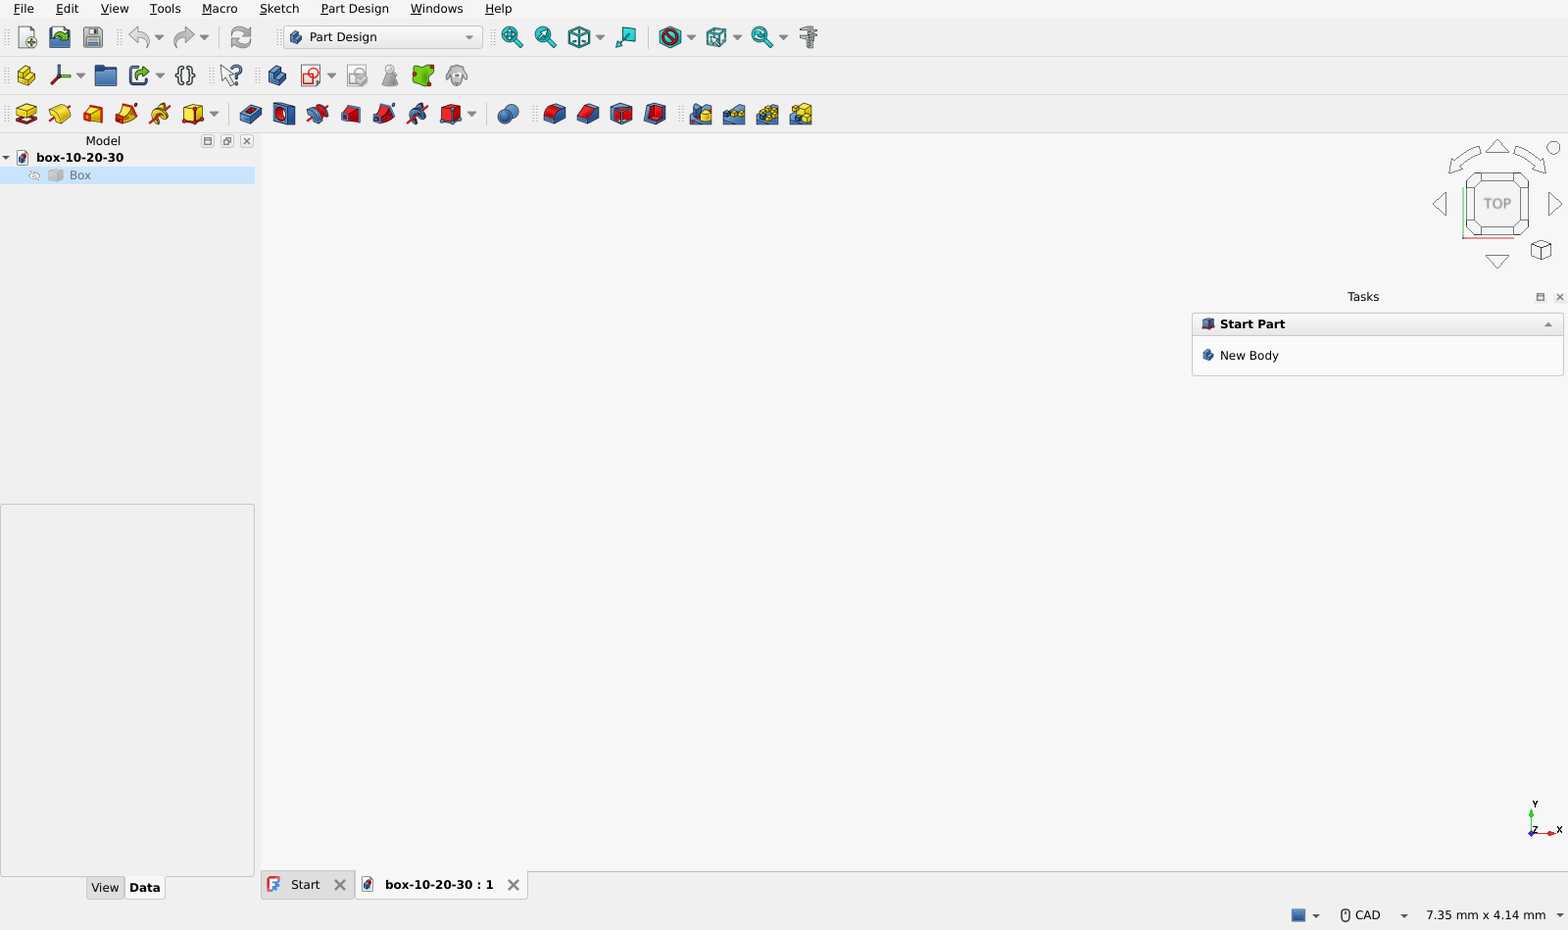 File Edit View Tools Macro Sketch Part Design Windows Help
Part Design
Model
box-10-20-30
Box
TOP
Tasks
Start Part
New Body
Y
Z X
View Data
Start box-10-20-30 : 1
CAD 7.35 mm x 4.14 mm